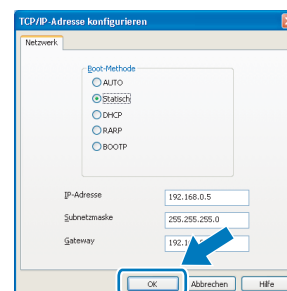 TCP/IP-Adresse konfigurieren
Netzwerk
Boot-Methode
AUTO
Statisch
DHCP
RARP
BOOTP
IP-Adresse 192.168.0.5
Subnetzmaske 255.255.255.0
Gateway
OK Abbrechen Hilfe